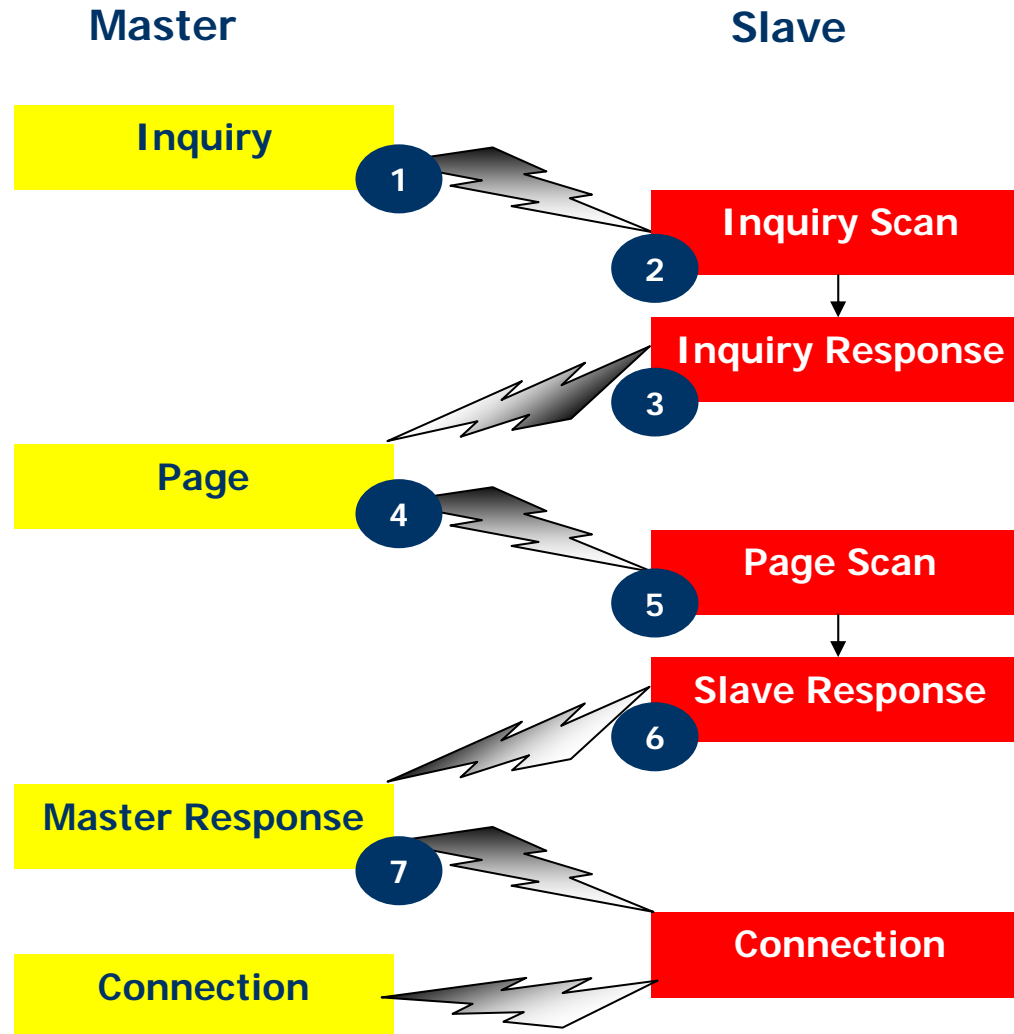 Master
Slave
Inquiry
1
Inquiry Scan
2
Inquiry Response
3
Page
4
Page Scan
5
Slave Response
6
Master Response
7
Connection
Connection